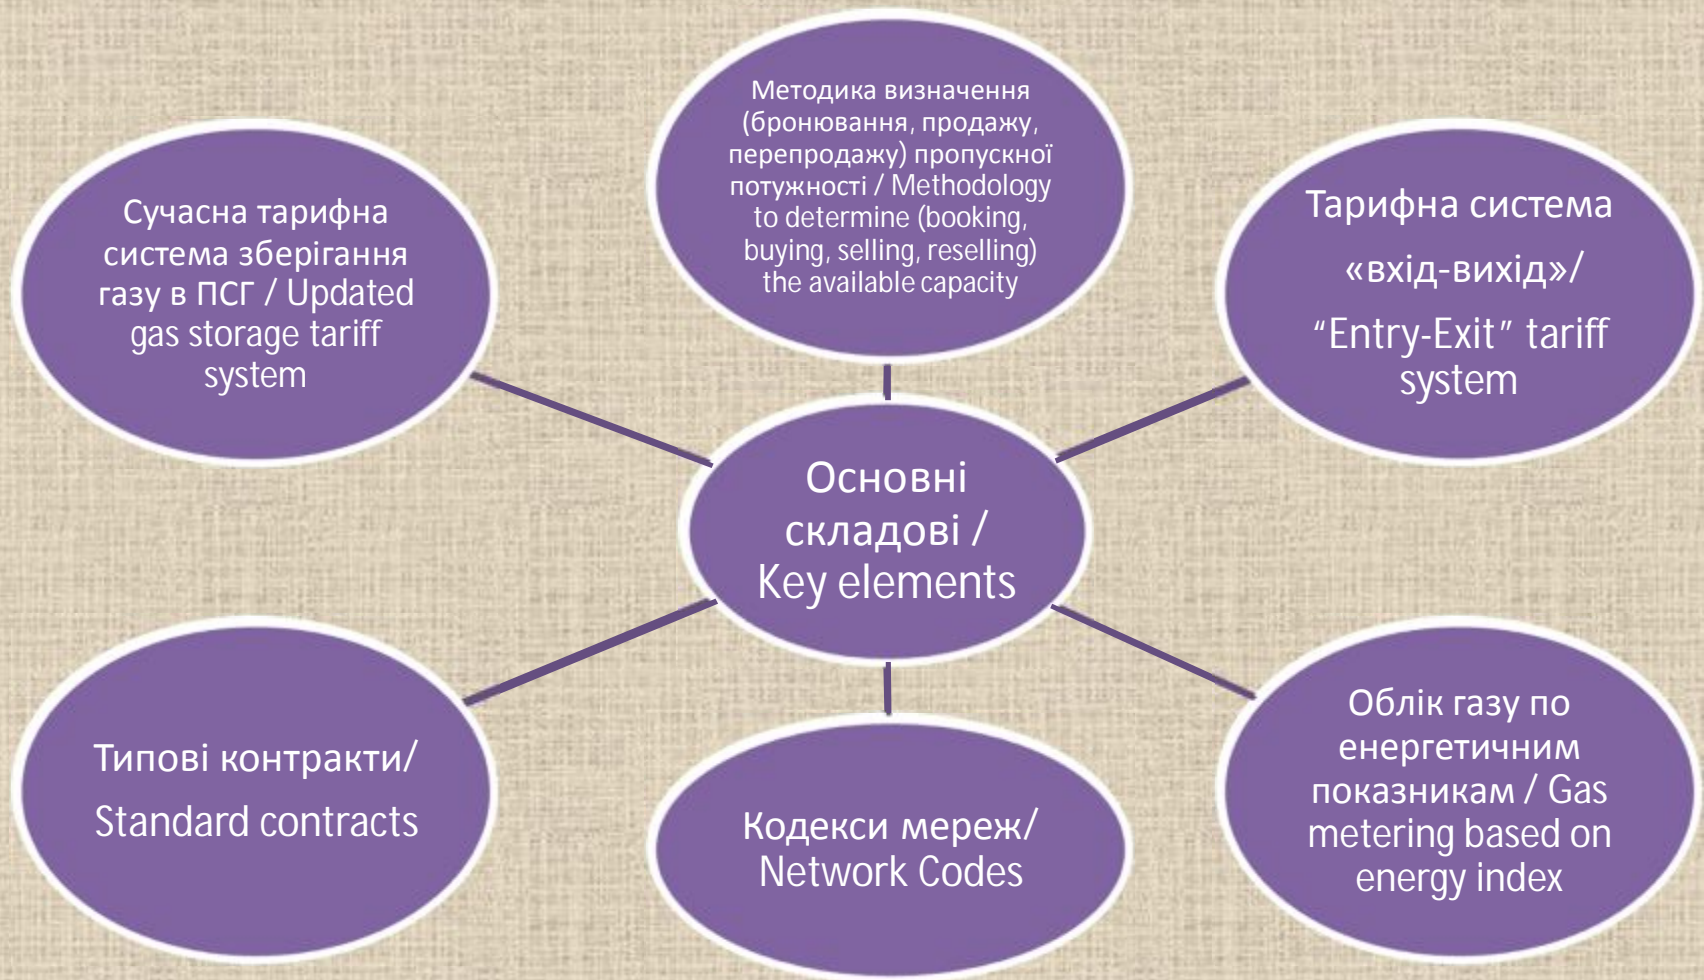 Методика визначення
(бронювання, продажу,
перепродажу) пропускної
потужності / Methodology
to determine (booking,
buying, selling, reselling)
the available capacity
Сучасна тарифна
система зберігання
газу в ПСГ / Updated
gas storage tariff
system
Тарифна система
«вхід-вихід»/
“Entry-Exit” tariff
system
Основні
складові /
Key elements
Типові контракти/
Standard contracts
Кодекси мереж/
Network Codes
Облік газу по
енергетичним
показникам / Gas
metering based on
energy index